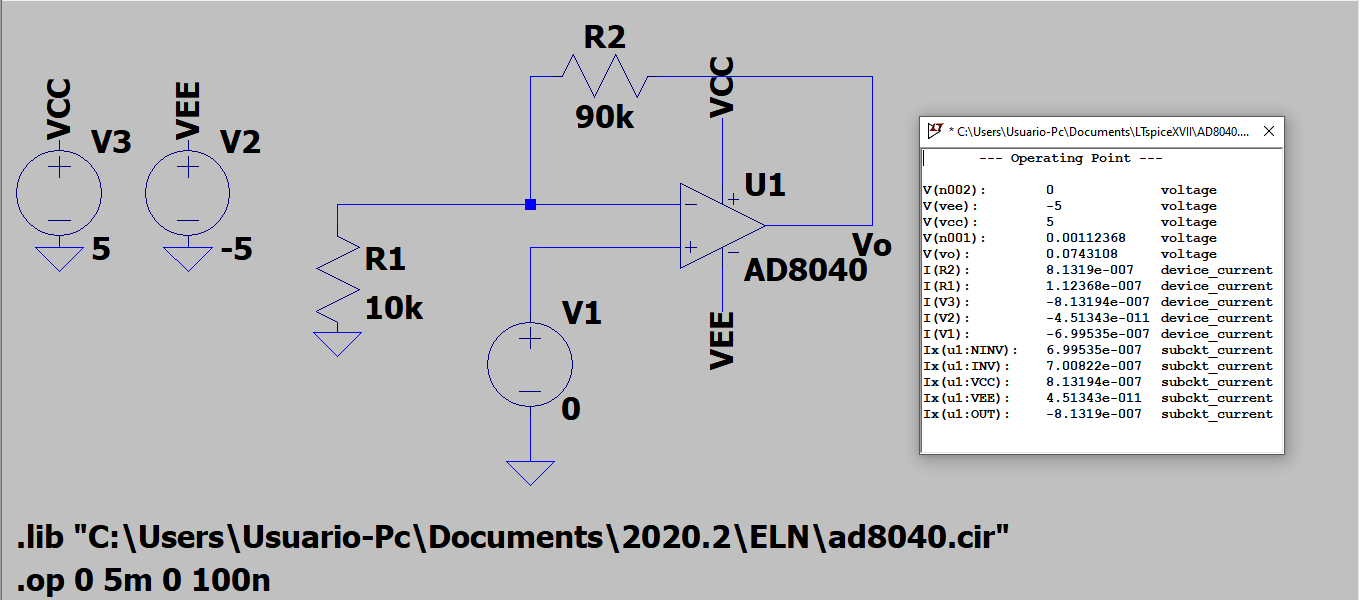 R2
90k
VCC
VEE
V3
V2
5
-5
VCC
U1
AD8040
Vo
VEE
R1
10k
V1
0
* C:\Users\Usuario-Pc\Documents\LTspiceXVII\AD8040....
--- Operating Point ---
V(n002): 0 voltage
V(vee): -5 voltage
V(vcc): 5 voltage
V(n001): 0.00112368 voltage
V(vo): 0.0743108 voltage
I(R2): 8.1319e-007 device_current
I(R1): 1.12368e-007 device_current
I(V3): -8.13194e-007 device_current
I(V2): -4.51343e-011 device_current
I(V1): -6.99535e-007 device_current
Ix(u1:NINV): 6.99535e-007 subckt_current
Ix(u1:INV): 7.00822e-007 subckt_current
Ix(u1:VCC): 8.13194e-007 subckt_current
Ix(u1:VEE): 4.51343e-011 subckt_current
Ix(u1:OUT): -8.1319e-007 subckt_current
.lib "C:\Users\Usuario-Pc\Documents\2020.2\ELN\ad8040.cir"
.op 0 5m 0 100n